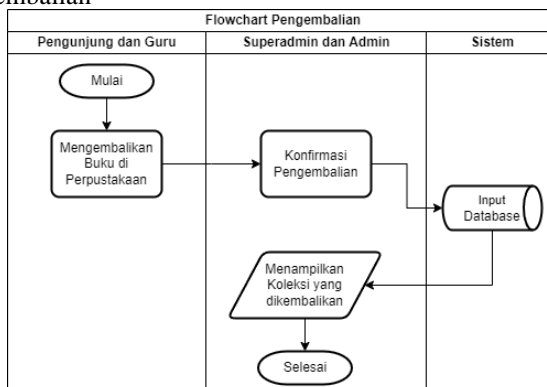 Flowchart Pengembalian
Pengunjung dan Guru
Superadmin dan Admin
Sistem
Mulai
Mengembalikan
Buku di
Perpustakaan
Konfirmasi
Pengembalian
Input
Database
Menampilkan
Koleksi yang
dikembalikan
Selesai